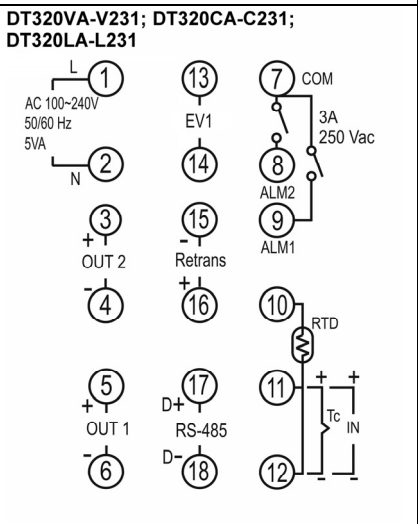 DT320VA-V231; DT320CA-C231;
DT320LA-L231
L 1
AC 100~240V
50/60 Hz
5VA
N 2
3
+
OUT 2
-
4
5
+
OUT 1
-
6
13
EV1
14
15
-
Retrans
+
16
17
D+
RS-485
D-
18
7 COM
3A
250 Vac
8
ALM2
9
ALM1
10
RTD
11 + +
Tc IN
12 - -